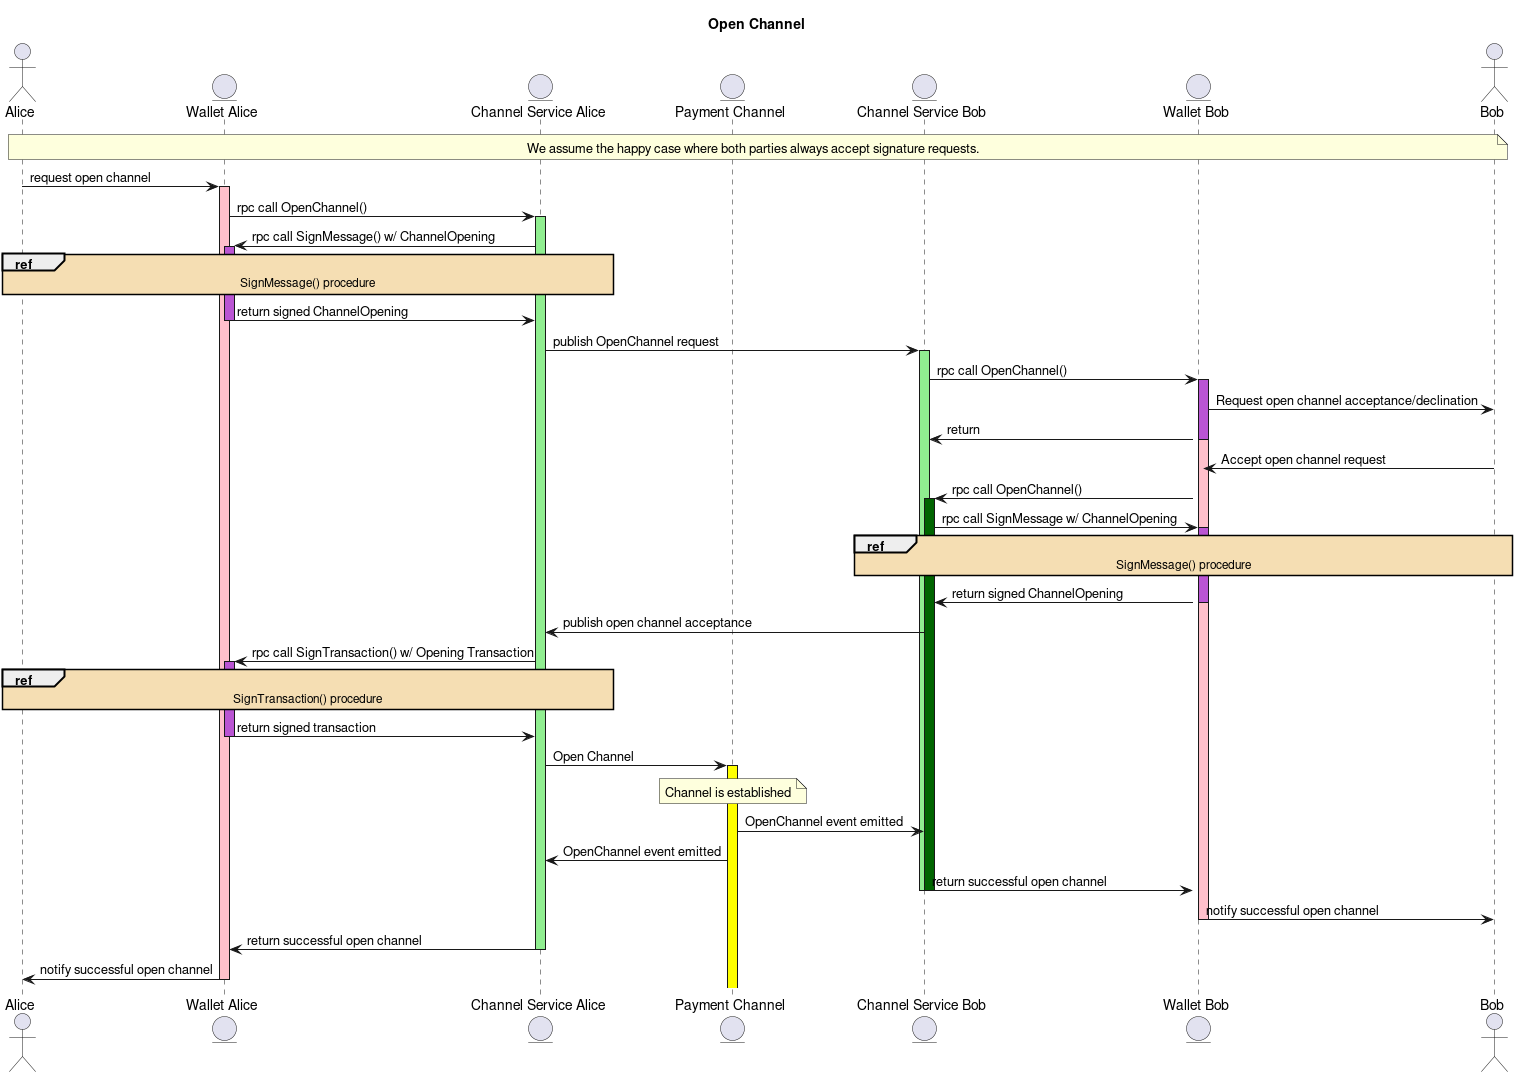 Open Channel
Alice
Wallet Alice
Channel Service Alice
Payment Channel
Channel Service Bob
Wallet Bob
Bob
We assume the happy case where both parties always accept signature requests.
request open channel
rpc call OpenChannel()
rpc call SignMessage() w/ ChannelOpening
ref
SignMessage() procedure
return signed ChannelOpening
publish OpenChannel request
rpc call OpenChannel()
Request open channel acceptance/declination
return
Accept open channel request
rpc call OpenChannel()
rpc call SignMessage w/ ChannelOpening
ref
SignMessage() procedure
return signed ChannelOpening
publish open channel acceptance
rpc call SignTransaction() w/ Opening Transaction
ref
SignTransaction() procedure
return signed transaction
Open Channel
Channel is established
OpenChannel event emitted
OpenChannel event emitted
return successful open channel
notify successful open channel
return successful open channel
notify successful open channel
Alice
Wallet Alice
Channel Service Alice
Payment Channel
Channel Service Bob
Wallet Bob
Bob